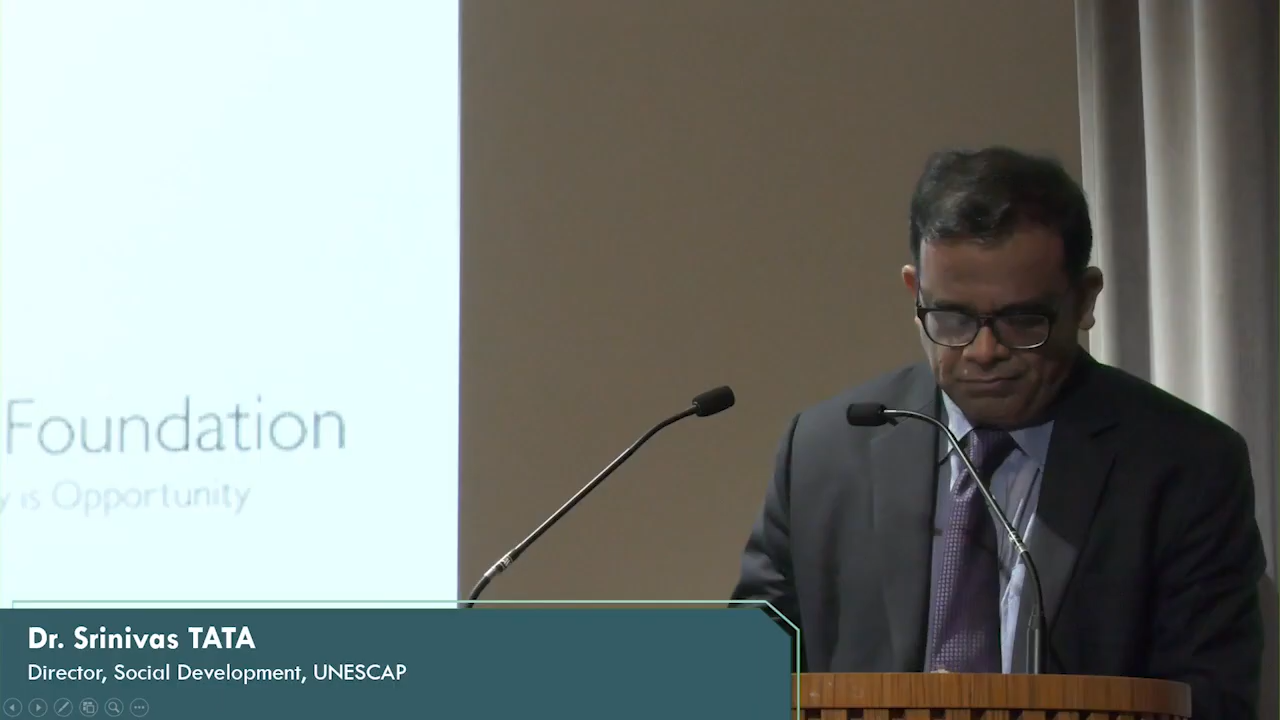 Foundation
is Opportunity
Dr. Srinivas TATA
Director, Social Development, UNESCAP